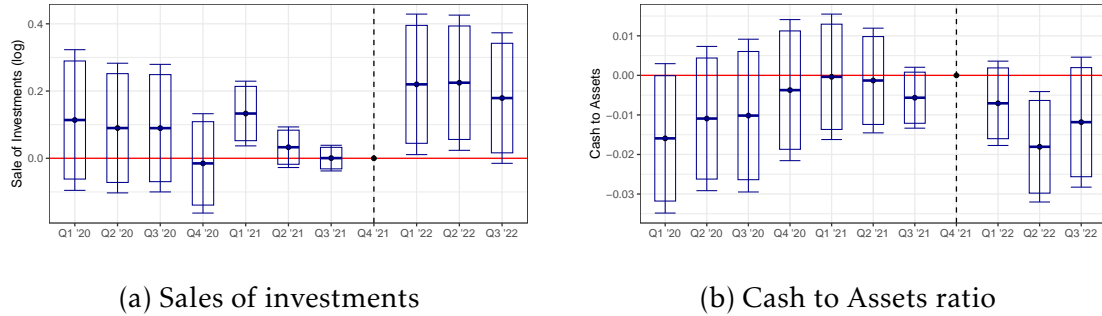 Sale of Investments (log)
0.4
0.2
0.0
Q1 '20 Q2 '20 Q3 '20 Q4 '20 Q1 '21 Q2 '21 Q3 '21 Q4 '21 Q1 '22 Q2 '22 Q3 '22
(a) Sales of investments
Cash to Assets
0.01
0.00
−0.01
−0.02
−0.03
Q1 '20 Q2 '20 Q3 '20 Q4 '21 Q1 '21 Q2 '21 Q3 '21 Q4 '21 Q1 '22 Q2 '22 Q3 '22
(b) Cash to Assets ratio